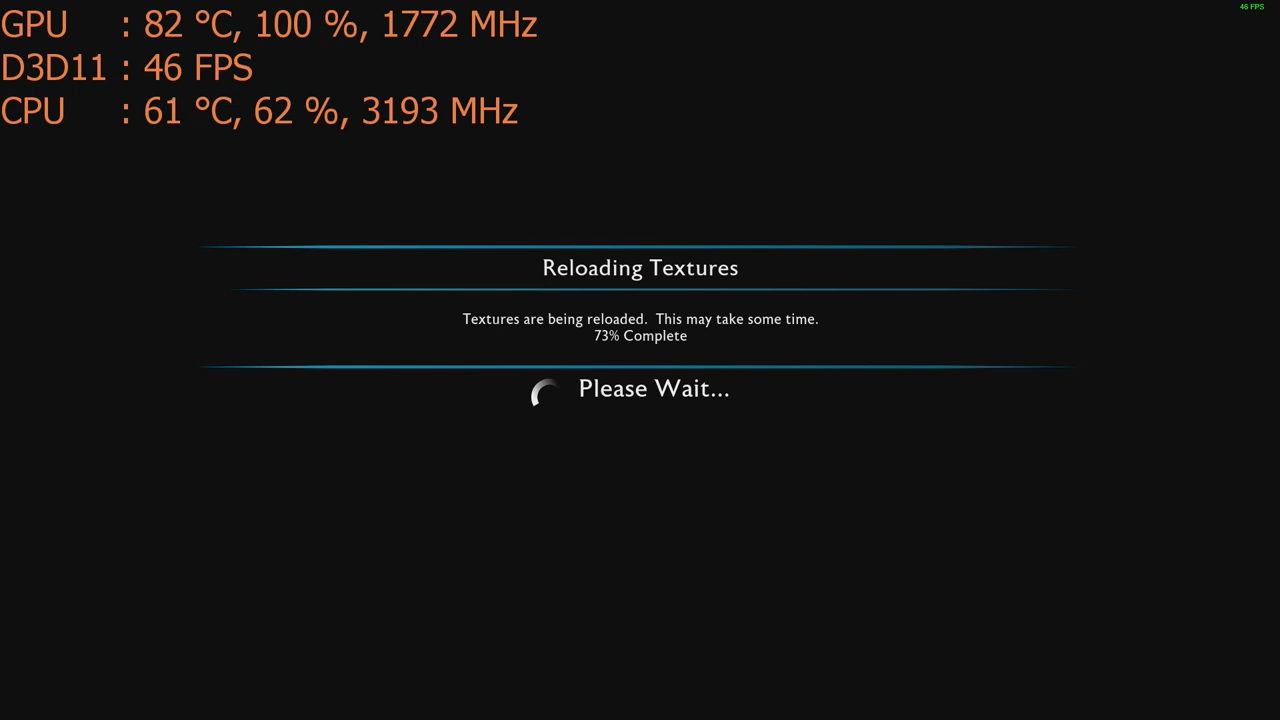 46 FPS
GPU : 82 °C, 100 %, 1772 MHz
D3D11 : 46 FPS
CPU : 61 °C, 62 %, 3193 MHz
Reloading Textures
Textures are being reloaded. This may take some time.
73% Complete
Please Wait...